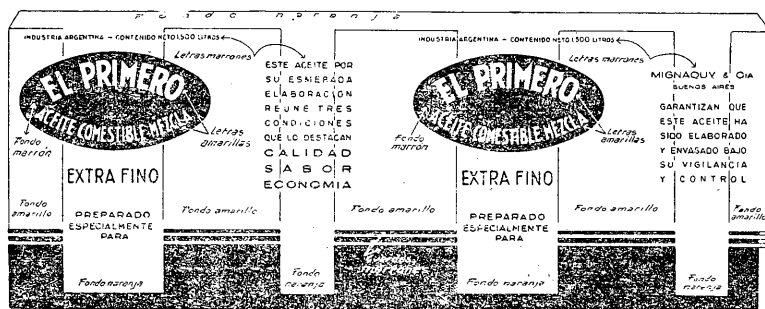 Fondo naranja
INDUSTRIA ARGENTINA - CONTENIDO NETO 1,500 LITROS
Letras marrones
EL PRIMERO
ACEITE COMESTIBLE MEZCLA
Letras amarillas
Fondo marrón
EXTRA FINO
Fondo amarillo
PREPARADO
ESPECIALMENTE
PARA
Fondo naranja
Fondo amarillo
ESTE ACEITE POR
SU ESMERADA
ELABORACION
REUNE TRES
CONDICIONES
QUE LO DESTACAN
CALIDAD
SABOR
ECONOMIA
Fondo
naranja
INDUSTRIA ARGENTINA - CONTENIDO NETO 1,500 LITROS
Letras marrones
EL PRIMERO
ACEITE COMESTIBLE MEZCLA
Letras amarillas
Fondo marrón
EXTRA FINO
Fondo amarillo
PREPARADO
ESPECIALMENTE
PARA
marrones
Fondo naranja
Fondo amarillo
MIGNAQUY & CIA
BUENOS AIRES
GARANTIZAN QUE
ESTE ACEITE HA
SIDO ELABORADO
Y ENVASADO BAJO
SU VIGILANCIA
Y CONTROL
Fondo
naranja
Fondo
amarillo